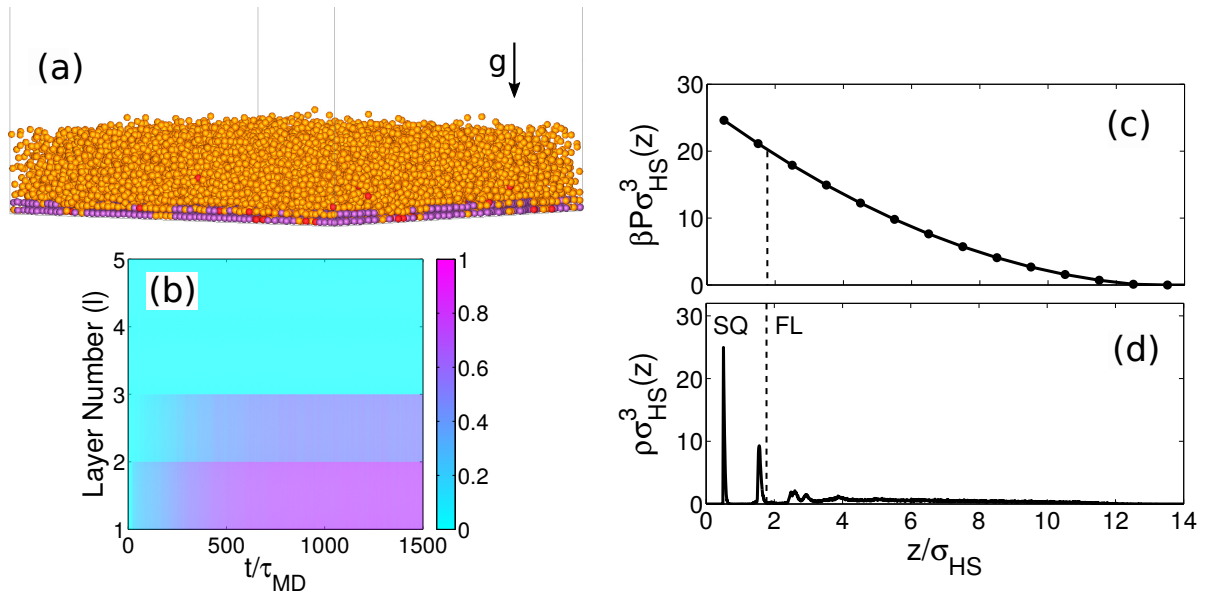 (a)
g
(b)
5
4
3
2
1
Layer Number (l)
0 500 1000 1500
t/τMD
1
0.8
0.6
0.4
0.2
0
(c)
30
20
10
0
βPσ³HS(z)
(d)
SQ FL
30
20
10
0
ρσ³HS(z)
0 2 4 6 8 10 12 14
z/σHS